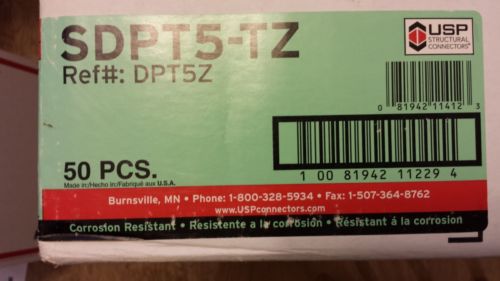 SDPT5-TZ
Ref#: DPT5Z
USP
STRUCTURAL
CONNECTORS®
0 81942 11412 3
50 PCS.
Made in:/Hecho in:/Fabriqué aux U.S.A.
1 00 81942 11229 4
Burnsville, MN • Phone: 1-800-328-5934 • Fax: 1-507-364-8762
www.USPconnectors.com
Corrosion Resistant • Resistente a la corrosión • Résistant á la corrosion